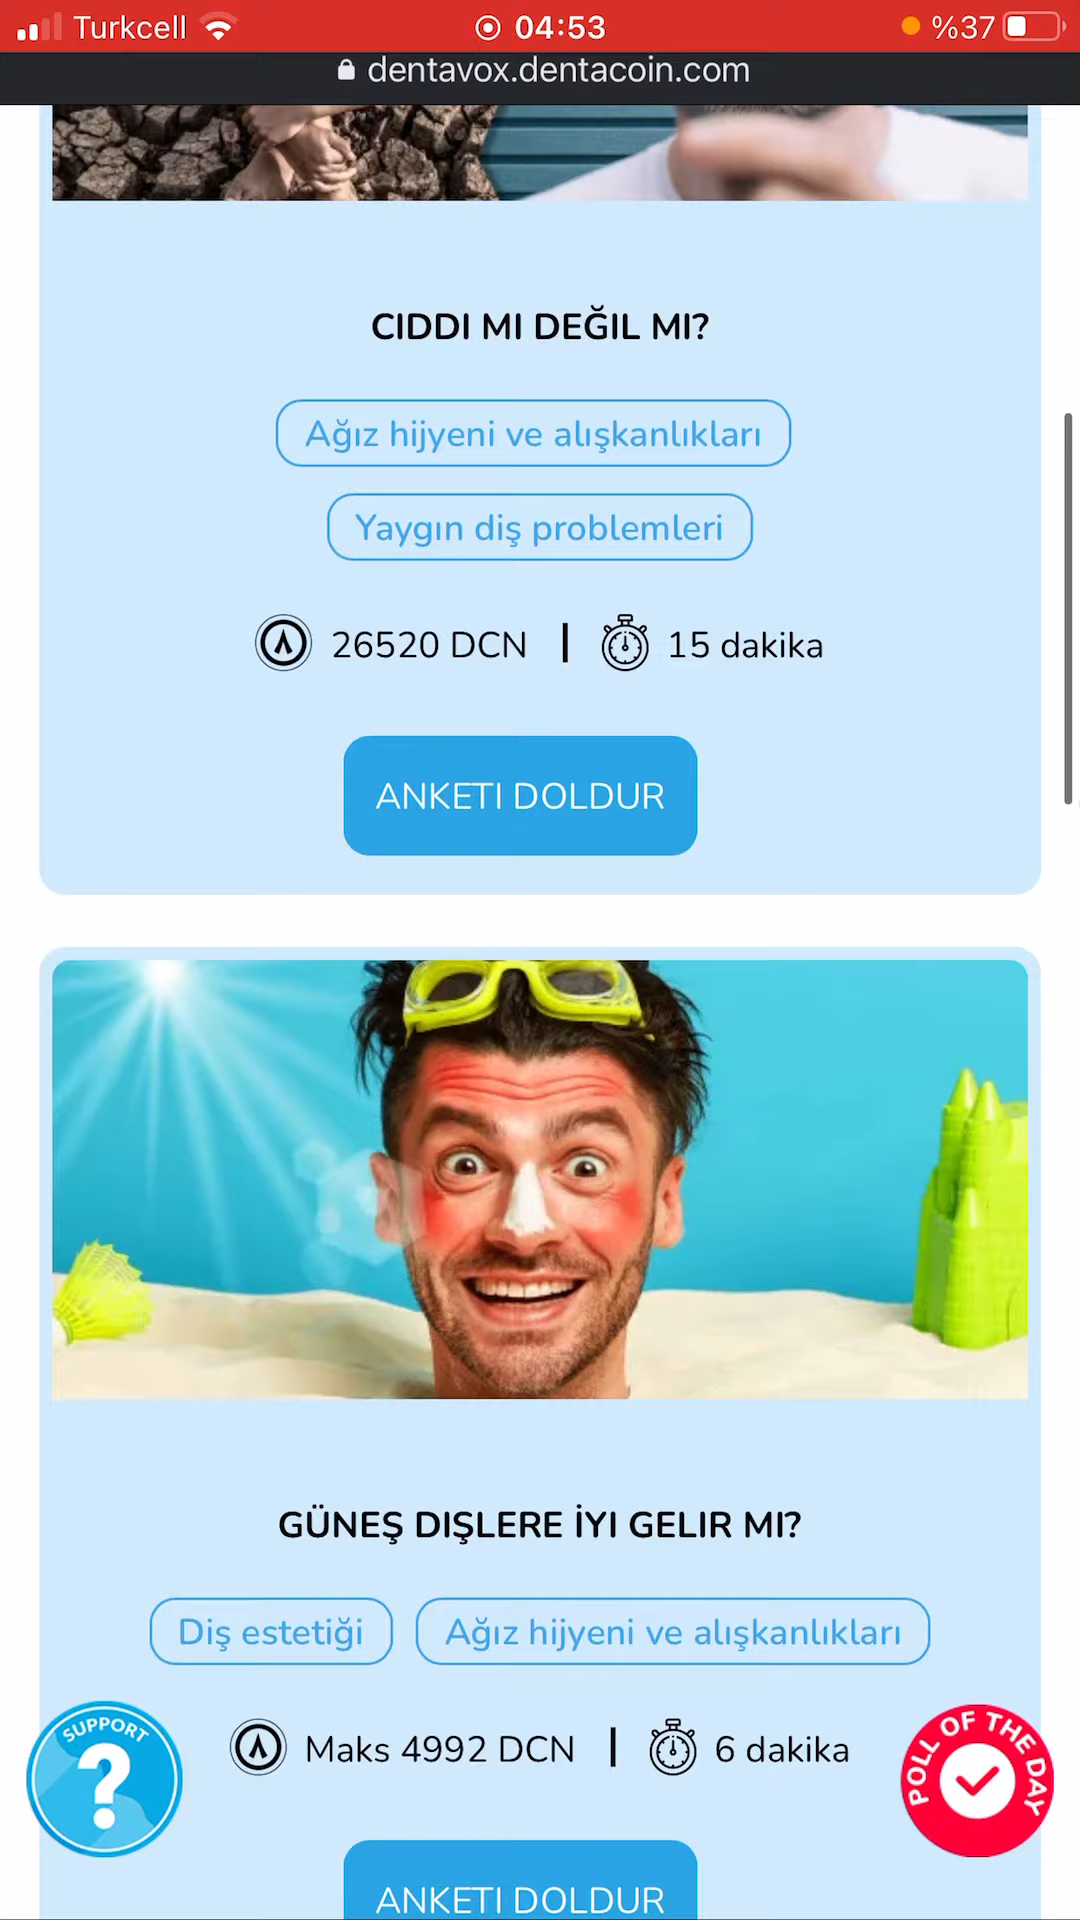 Turkcell 04:53 %37
dentavox.dentacoin.com
CIDDI MI DEĞIL MI?
Ağız hijyeni ve alışkanlıkları
Yaygın diş problemleri
26520 DCN | 15 dakika
ANKETI DOLDUR
GÜNEŞ DIŞLERE İYI GELIR MI?
Diş estetiği Ağız hijyeni ve alışkanlıkları
SUPPORT
?
Maks 4992 DCN | 6 dakika
POLL OF THE DAY
ANKETI DOLDUR